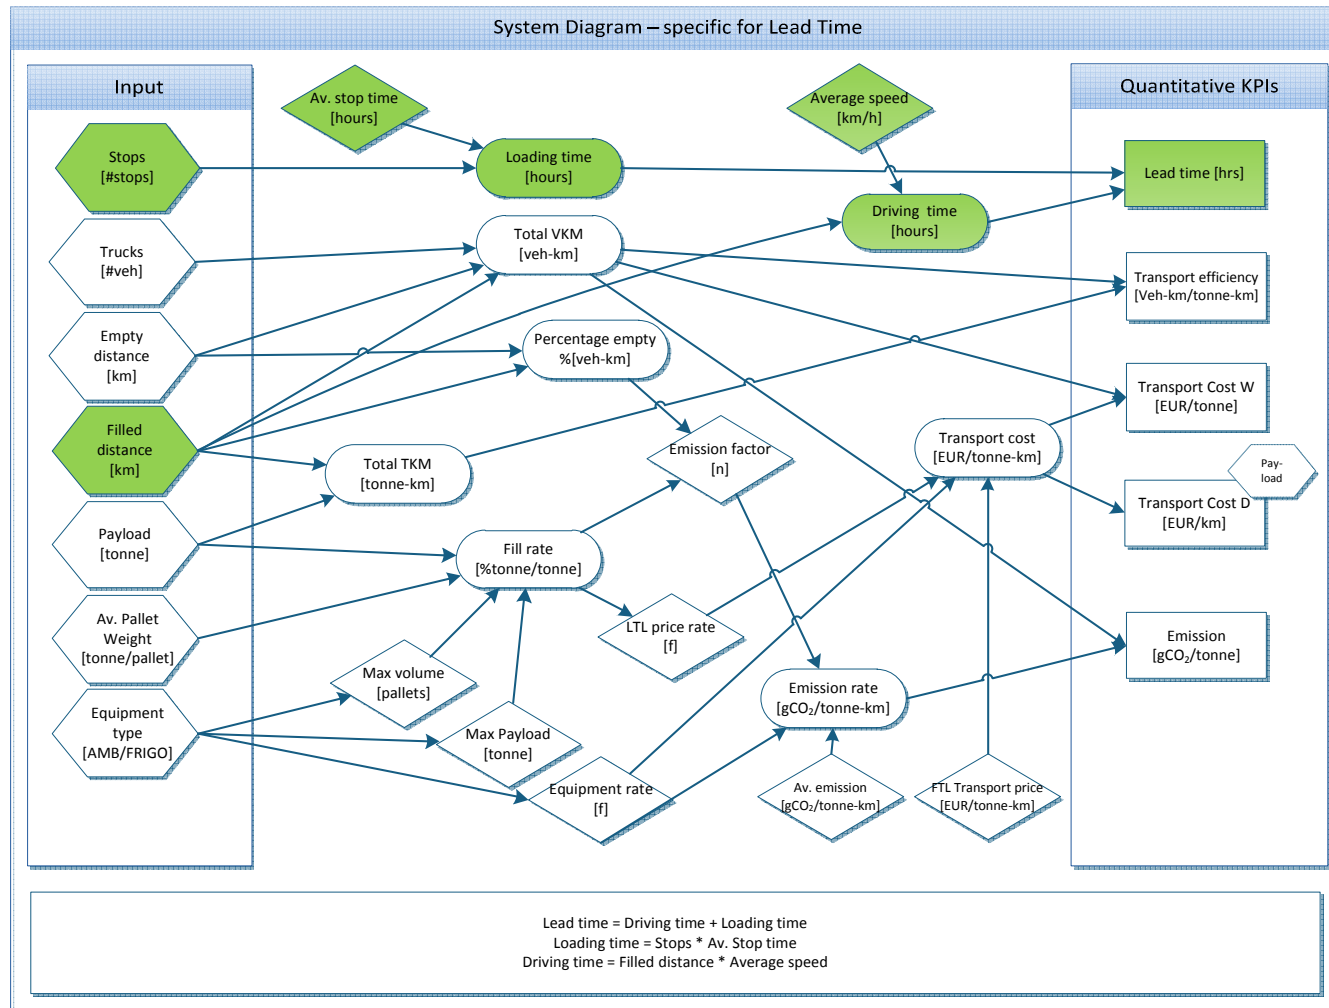 System Diagram – specific for Lead Time
Input
Quantitative KPIs
Av. stop time
[hours]
Average speed
[km/h]
Stops
[#stops]
Loading time
[hours]
Lead time [hrs]
Driving time
[hours]
Trucks
[#veh]
Total VKM
[veh-km]
Transport efficiency
[Veh-km/tonne-km]
Empty
distance
[km]
Percentage empty
%[veh-km]
Transport Cost W
[EUR/tonne]
Filled
distance
[km]
Total TKM
[tonne-km]
Emission factor
[n]
Transport cost
[EUR/tonne-km]
Pay-
load
Transport Cost D
[EUR/km]
Payload
[tonne]
Fill rate
[%tonne/tonne]
Av. Pallet
Weight
[tonne/pallet]
LTL price rate
[f]
Emission
[gCO₂/tonne]
Max volume
[pallets]
Emission rate
[gCO₂/tonne-km]
Equipment
type
[AMB/FRIGO]
Max Payload
[tonne]
Equipment rate
[f]
Av. emission
[gCO₂/tonne-km]
FTL Transport price
[EUR/tonne-km]
Lead time = Driving time + Loading time
Loading time = Stops * Av. Stop time
Driving time = Filled distance * Average speed